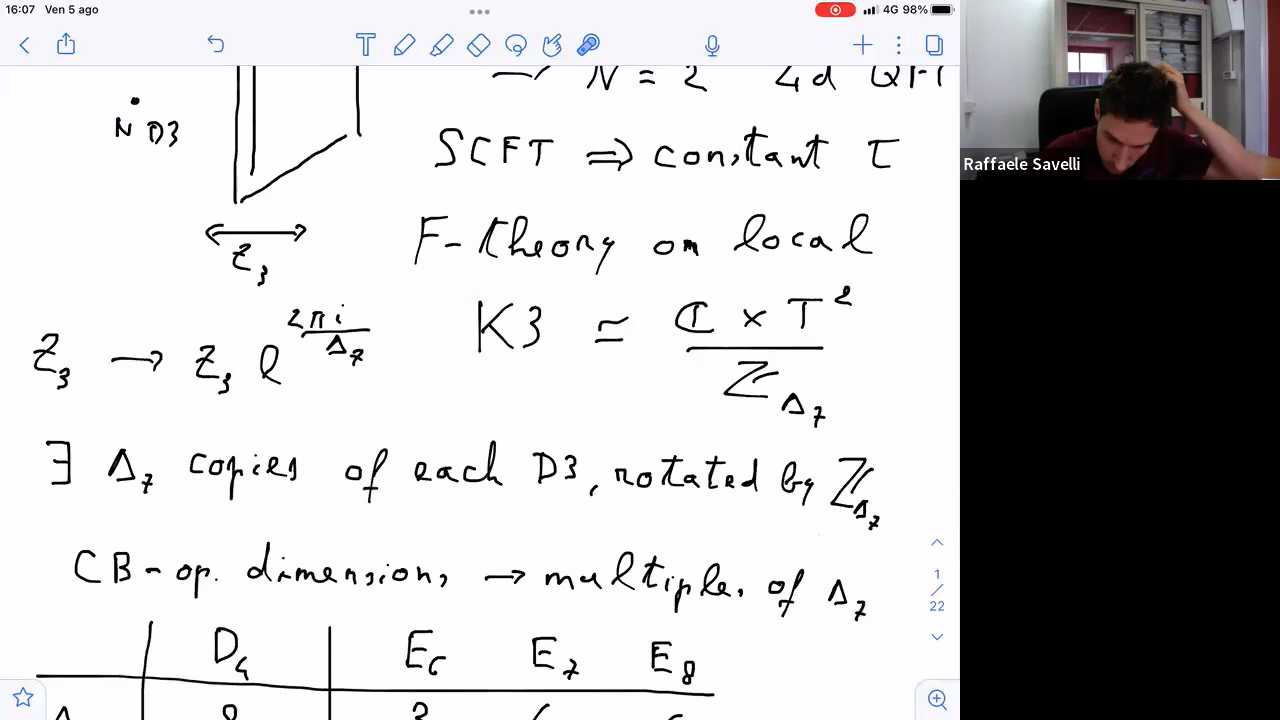 16:07 Ven 5 ago
4G 98%
→ N = 2 4d QFT
N D3
SCFT ⇒ constant τ
Z₃
F-theory on local
K3 ≃ ℂ × T² / ℤ_Δ₇
Z₃ → Z₃ e^{2πi/Δ₇}
∃ Δ₇ copies of each D3, rotated by ℤ_Δ₇
CB-op. dimensions → multiples of Δ₇
1
/
22
D₄ E₆ E₇ E₈
Raffaele Savelli